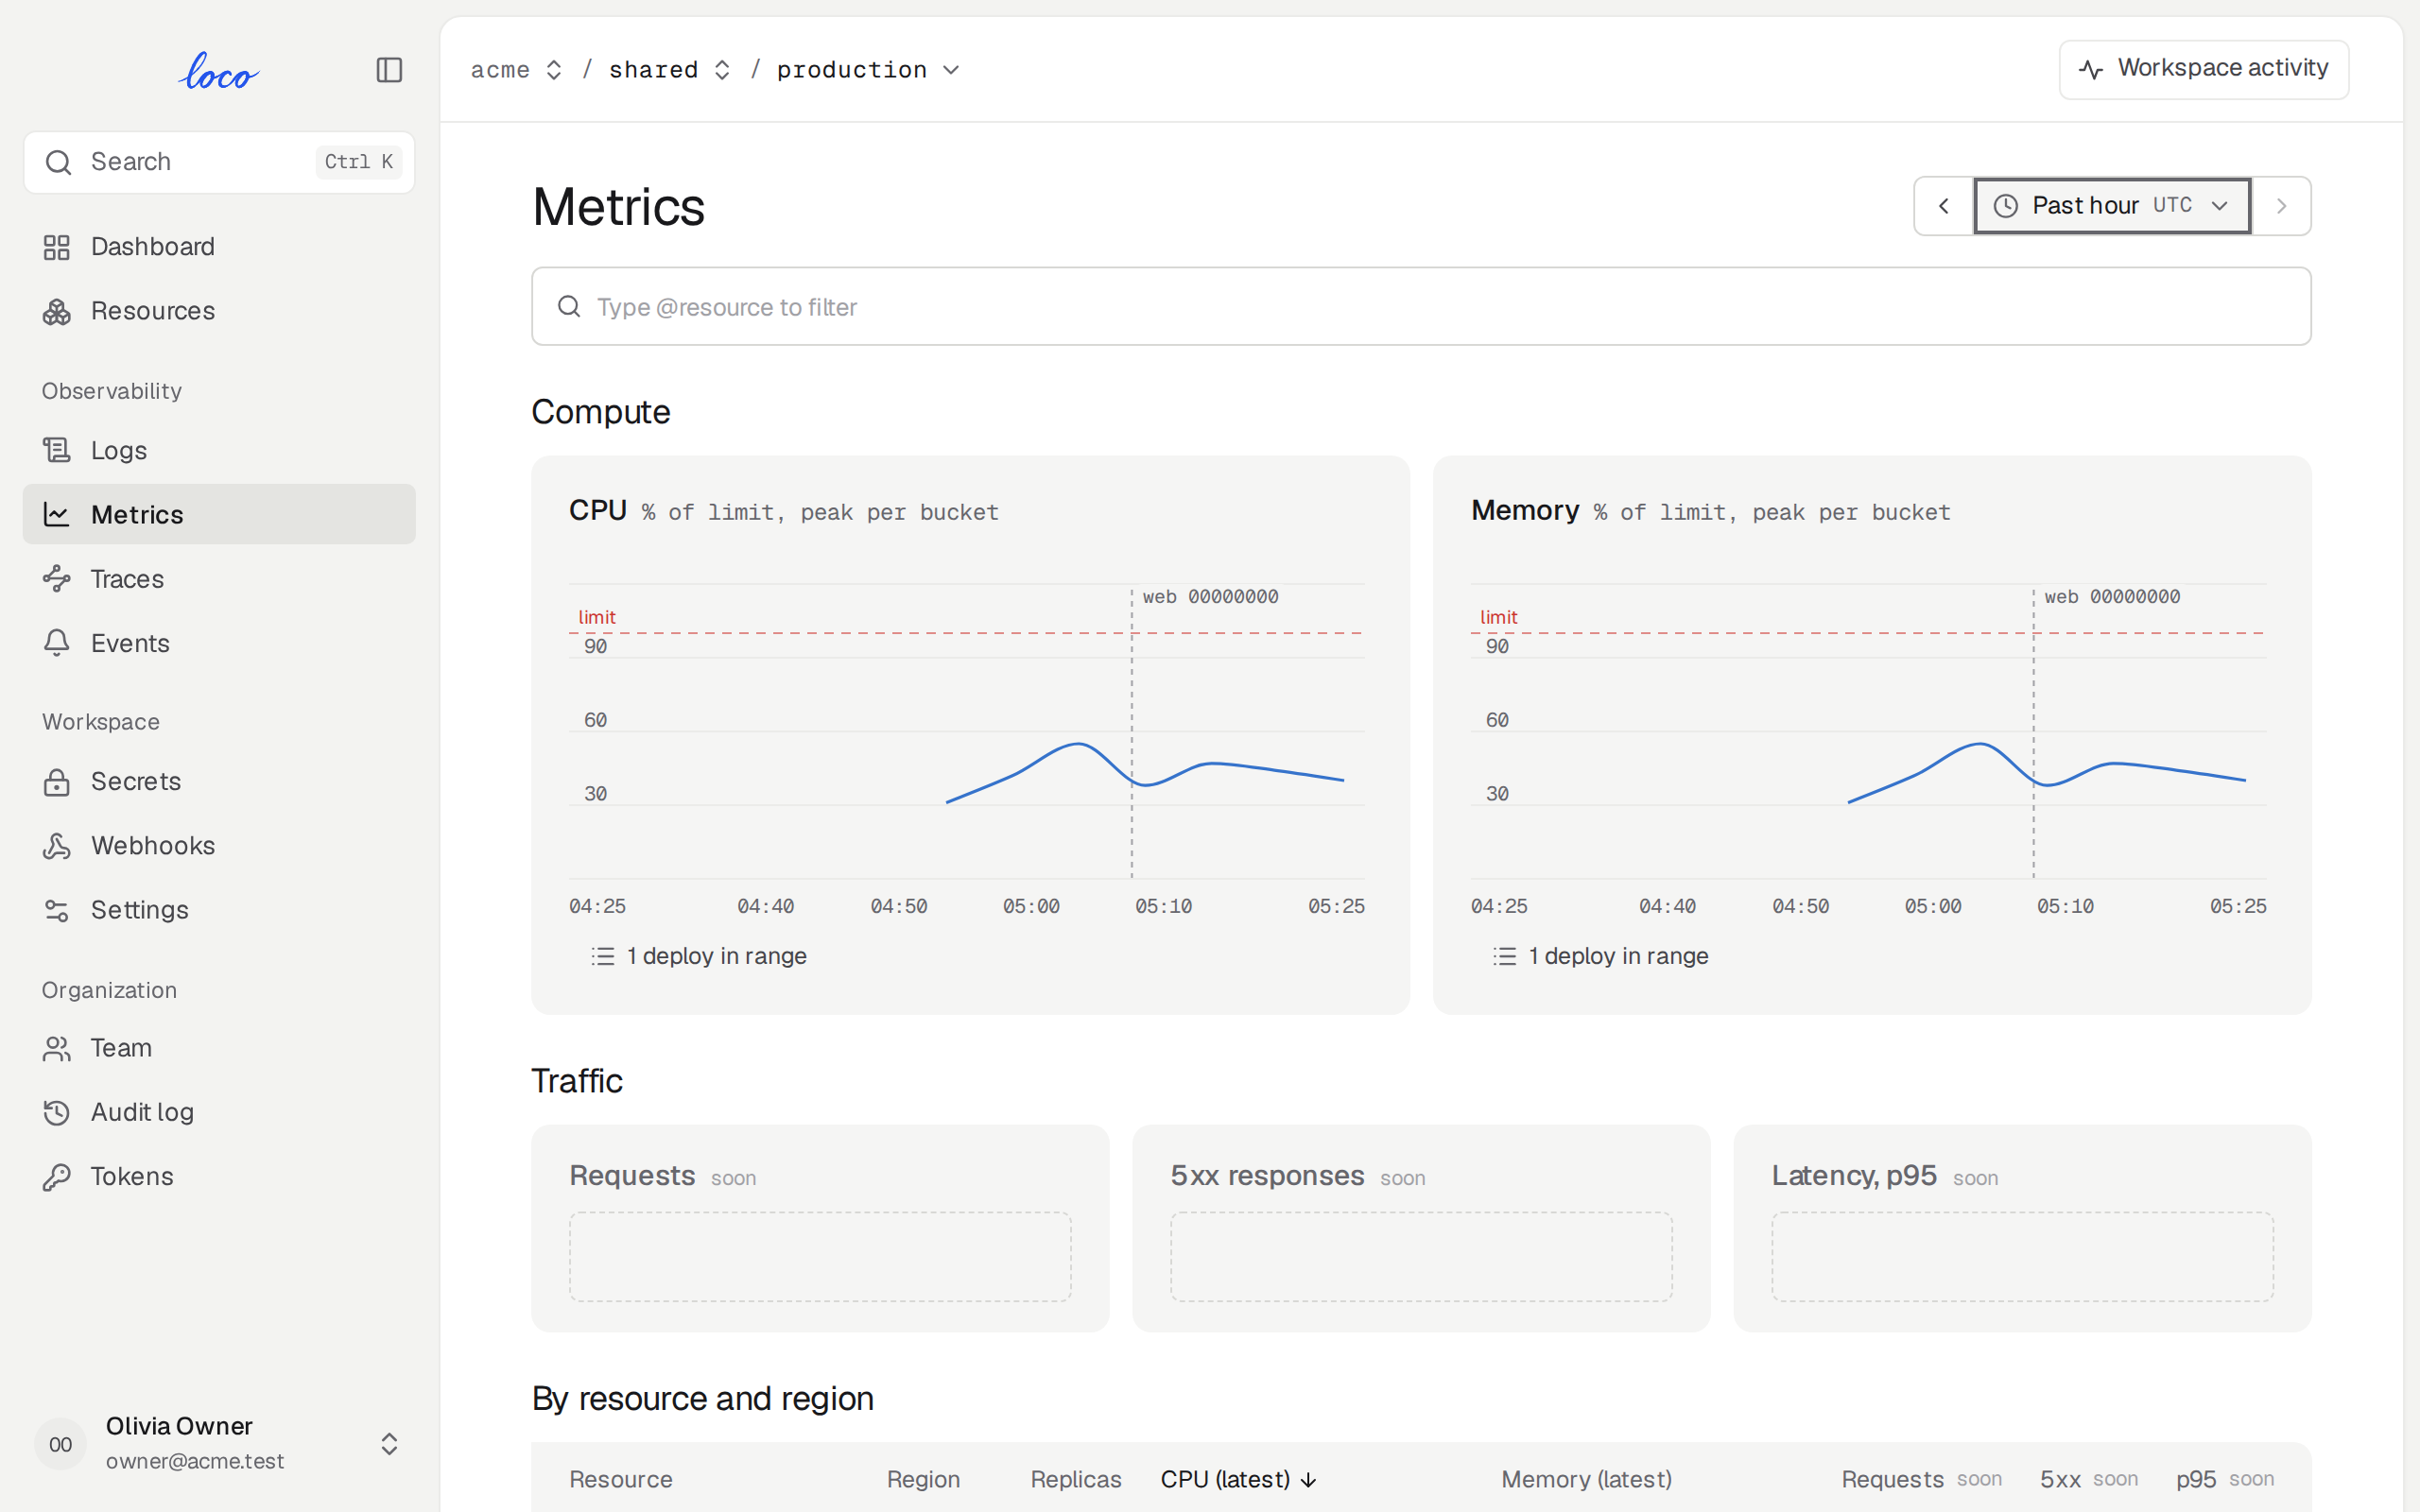 loco
acme / shared / production
Workspace activity
Search Ctrl K
Dashboard
Resources
Observability
Logs
Metrics
Traces
Events
Workspace
Secrets
Webhooks
Settings
Organization
Team
Audit log
Tokens
OO
Olivia Owner
owner@acme.test
Metrics
Past hour UTC
Type @resource to filter
Compute
CPU % of limit, peak per bucket
web 00000000
limit
90
60
30
04:25 04:40 04:50 05:00 05:10 05:25
1 deploy in range
Memory % of limit, peak per bucket
web 00000000
limit
90
60
30
04:25 04:40 04:50 05:00 05:10 05:25
1 deploy in range
Traffic
Requests soon
5xx responses soon
Latency, p95 soon
By resource and region
Resource Region Replicas CPU (latest) Memory (latest) Requests soon 5xx soon p95 soon